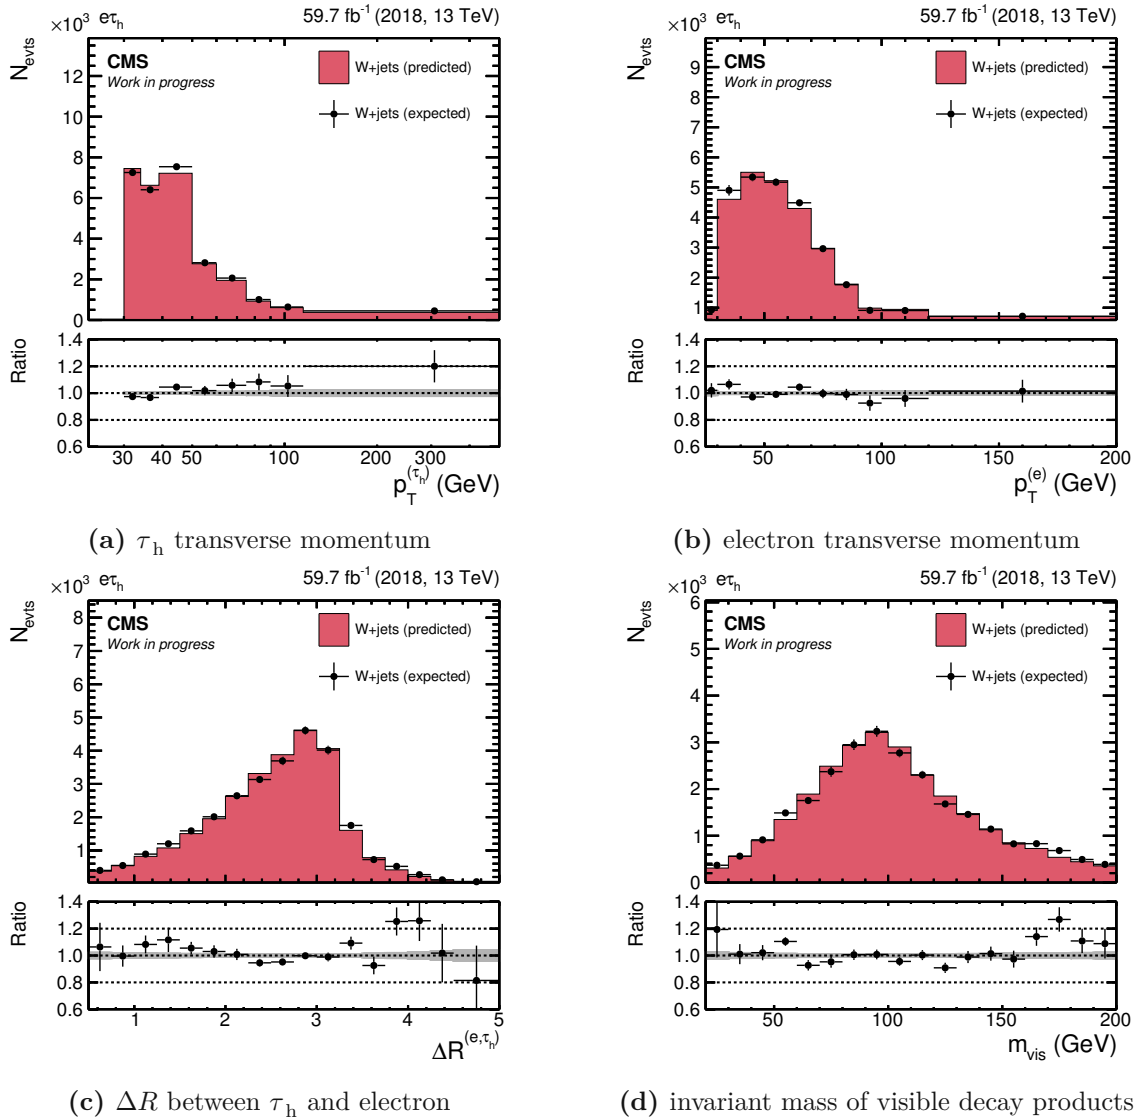 ×10³ eτh 59.7 fb⁻¹ (2018, 13 TeV)
Nevts
CMS
Work in progress
W+jets (predicted)
W+jets (expected)
12
10
8
6
4
2
0
Ratio
1.4
1.2
1.0
0.8
0.6
30 40 50 100 200 300
pT(τh) (GeV)
(a) τh transverse momentum
×10³ eτh 59.7 fb⁻¹ (2018, 13 TeV)
Nevts
CMS
Work in progress
W+jets (predicted)
W+jets (expected)
9
8
7
6
5
4
3
2
1
Ratio
1.4
1.2
1.0
0.8
0.6
50 100 150 200
pT(e) (GeV)
(b) electron transverse momentum
×10³ eτh 59.7 fb⁻¹ (2018, 13 TeV)
Nevts
CMS
Work in progress
W+jets (predicted)
W+jets (expected)
8
7
6
5
4
3
2
1
Ratio
1.4
1.2
1.0
0.8
0.6
1 2 3 4 5
ΔR(e,τh)
(c) ΔR between τh and electron
×10³ eτh 59.7 fb⁻¹ (2018, 13 TeV)
Nevts
CMS
Work in progress
W+jets (predicted)
W+jets (expected)
6
5
4
3
2
1
0
Ratio
1.4
1.2
1.0
0.8
0.6
50 100 150 200
mvis (GeV)
(d) invariant mass of visible decay products